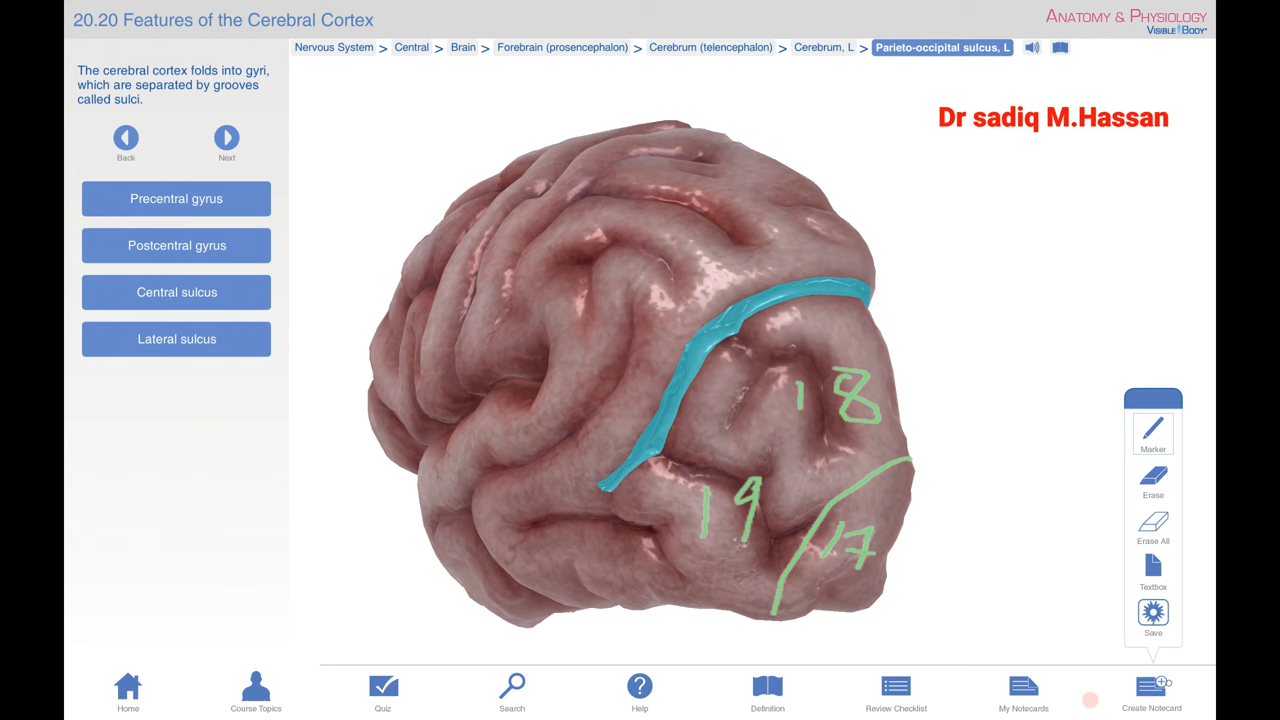 20.20 Features of the Cerebral Cortex
ANATOMY & PHYSIOLOGY
VISIBLE BODY®
Nervous System > Central > Brain > Forebrain (prosencephalon) > Cerebrum (telencephalon) > Cerebrum, L > Parieto-occipital sulcus, L
The cerebral cortex folds into gyri,
which are separated by grooves
called sulci.
Back Next
Precentral gyrus
Postcentral gyrus
Central sulcus
Lateral sulcus
Dr sadiq M.Hassan
18
19
17
Marker
Erase
Erase All
Textbox
Save
Home Course Topics Quiz Search Help Definition Review Checklist My Notecards Create Notecard